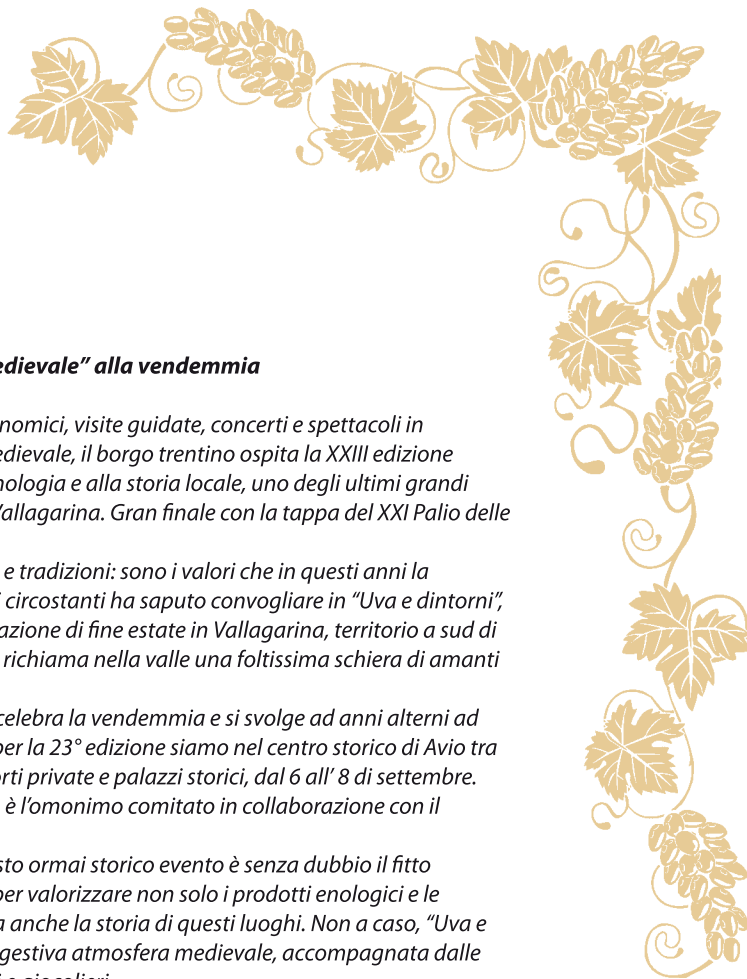 edievale” alla vendemmia
nomici, visite guidate, concerti e spettacoli in
edievale, il borgo trentino ospita la XXIII edizione
nologia e alla storia locale, uno degli ultimi grandi
Vallagarina. Gran finale con la tappa del XXI Palio delle
e tradizioni: sono i valori che in questi anni la
circostanti ha saputo convogliare in “Uva e dintorni”,
azione di fine estate in Vallagarina, territorio a sud di
richiama nella valle una foltissima schiera di amanti
celebra la vendemmia e si svolge ad anni alterni ad
per la 23° edizione siamo nel centro storico di Avio tra
orti private e palazzi storici, dal 6 all’ 8 di settembre.
è l’omonimo comitato in collaborazione con il
sto ormai storico evento è senza dubbio il fitto
per valorizzare non solo i prodotti enologici e le
a anche la storia di questi luoghi. Non a caso, “Uva e
ggestiva atmosfera medievale, accompagnata dalle